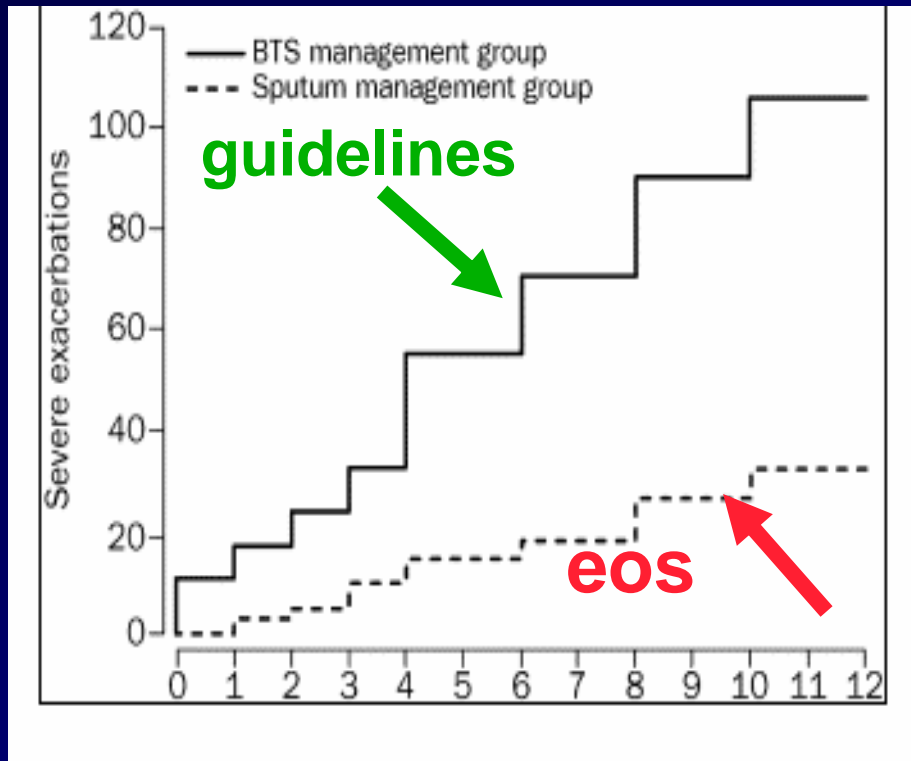 120
BTS management group
Sputum management group
100
guidelines
80
60
40
20
eos
0
Severe exacerbations
0 1 2 3 4 5 6 7 8 9 10 11 12